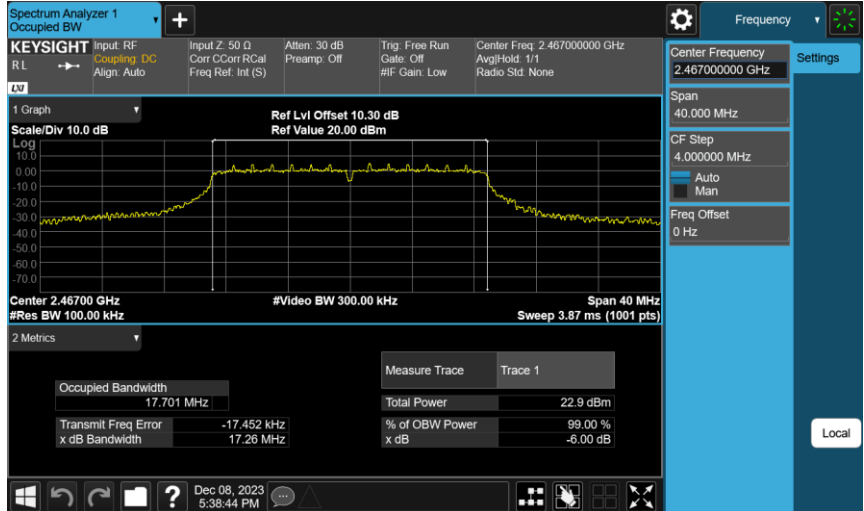 Spectrum Analyzer 1
Occupied BW
+
Frequency
KEYSIGHT
R L
LXI
Input: RF
Coupling: DC
Align: Auto
Input Z: 50 Ω
Corr CCorr RCal
Freq Ref: Int (S)
Atten: 30 dB
Preamp: Off
Trig: Free Run
Gate: Off
#IF Gain: Low
Center Freq: 2.467000000 GHz
Avg|Hold: 1/1
Radio Std: None
Center Frequency
2.467000000 GHz
Settings
Span
40.000 MHz
CF Step
4.000000 MHz
Auto
Man
Freq Offset
0 Hz
Local
1 Graph
Scale/Div 10.0 dB
Ref Lvl Offset 10.30 dB
Ref Value 20.00 dBm
Log
10.0
0.00
-10.0
-20.0
-30.0
-40.0
-50.0
-60.0
-70.0
Center 2.46700 GHz
#Video BW 300.00 kHz
Span 40 MHz
#Res BW 100.00 kHz
Sweep 3.87 ms (1001 pts)
2 Metrics
Measure Trace Trace 1
Occupied Bandwidth
17.701 MHz
Total Power 22.9 dBm
Transmit Freq Error -17.452 kHz
% of OBW Power 99.00 %
x dB Bandwidth 17.26 MHz
x dB -6.00 dB
?
Dec 08, 2023
5:38:44 PM